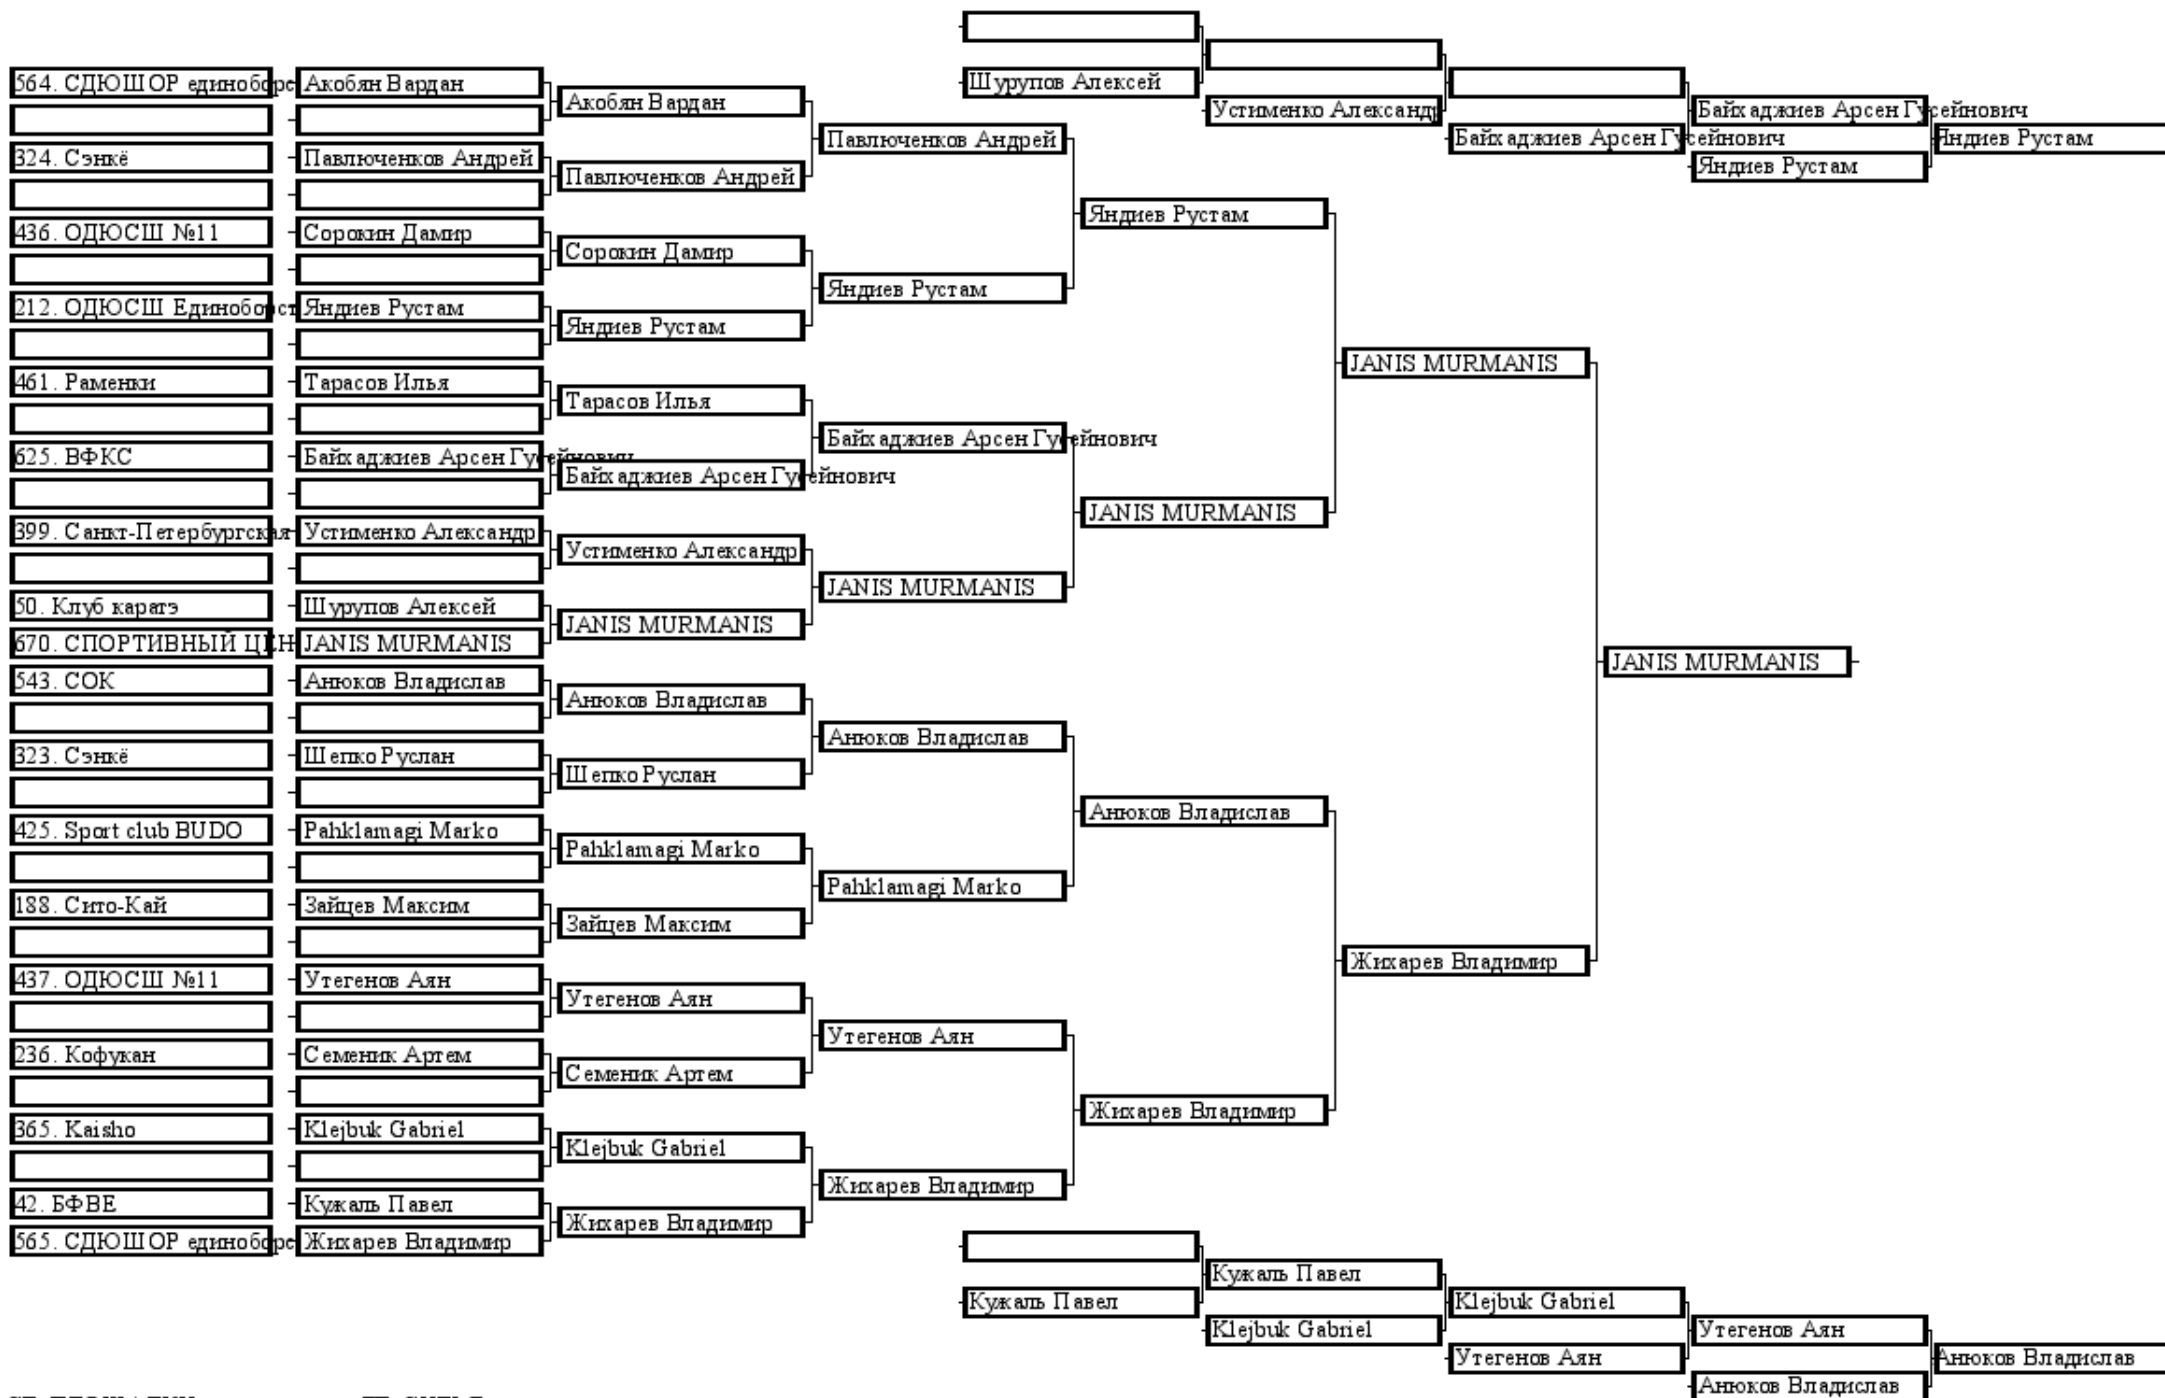 Шурупов Алексей
Устименко Александр
Байхаджиев Арсен Гусейнович
Байхаджиев Арсен Гусейнович
Яндиев Рустам
Яндиев Рустам
564. СДЮШОР единоборс
324. Сэнкё
436. ОДЮСШ №11
212. ОДЮСШ Единоборст
461. Раменки
625. ВФКС
399. Санкт-Петербургская
50. Клуб каратэ
670. СПОРТИВНЫЙ ЦЕН
543. СОК
323. Сэнкё
425. Sport club BUDO
188. Сито-Кай
437. ОДЮСШ №11
236. Кофукан
365. Kaisho
42. БФВЕ
565. СДЮШОР единоборс
Акобян Вардан
Павлюченков Андрей
Сорокин Дамир
Яндиев Рустам
Тарасов Илья
Байхаджиев Арсен Гусейнович
Устименко Александр
Шурупов Алексей
JANIS MURMANIS
Анюков Владислав
Шепко Руслан
Pahklamagi Marko
Зайцев Максим
Утегенов Аян
Семеник Артем
Klejbuk Gabriel
Кужаль Павел
Жихарев Владимир
Акобян Вардан
Павлюченков Андрей
Сорокин Дамир
Яндиев Рустам
Тарасов Илья
Байхаджиев Арсен Гусейнович
Устименко Александр
JANIS MURMANIS
Анюков Владислав
Шепко Руслан
Pahklamagi Marko
Зайцев Максим
Утегенов Аян
Семеник Артем
Klejbuk Gabriel
Жихарев Владимир
Павлюченков Андрей
Яндиев Рустам
Байхаджиев Арсен Гусейнович
JANIS MURMANIS
Анюков Владислав
Pahklamagi Marko
Утегенов Аян
Жихарев Владимир
Яндиев Рустам
JANIS MURMANIS
Анюков Владислав
Жихарев Владимир
JANIS MURMANIS
Жихарев Владимир
JANIS MURMANIS
Кужаль Павел
Кужаль Павел
Klejbuk Gabriel
Klejbuk Gabriel
Утегенов Аян
Утегенов Аян
Анюков Владислав
Анюков Владислав